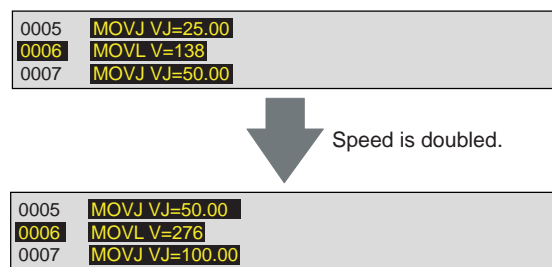 0005 MOVJ VJ=25.00
0006 MOVL V=138
0007 MOVJ VJ=50.00
Speed is doubled.
0005 MOVJ VJ=50.00
0006 MOVL V=276
0007 MOVJ VJ=100.00